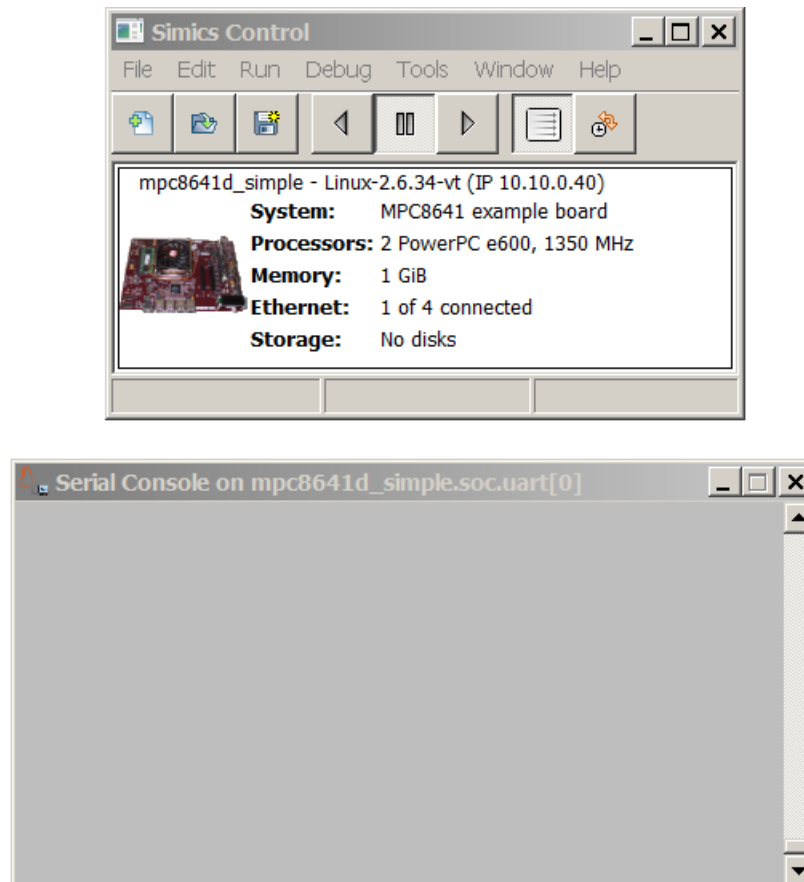 Simics Control
File Edit Run Debug Tools Window Help
mpc8641d_simple - Linux-2.6.34-vt (IP 10.10.0.40)
System: MPC8641 example board
Processors: 2 PowerPC e600, 1350 MHz
Memory: 1 GiB
Ethernet: 1 of 4 connected
Storage: No disks
Serial Console on mpc8641d_simple.soc.uart[0]